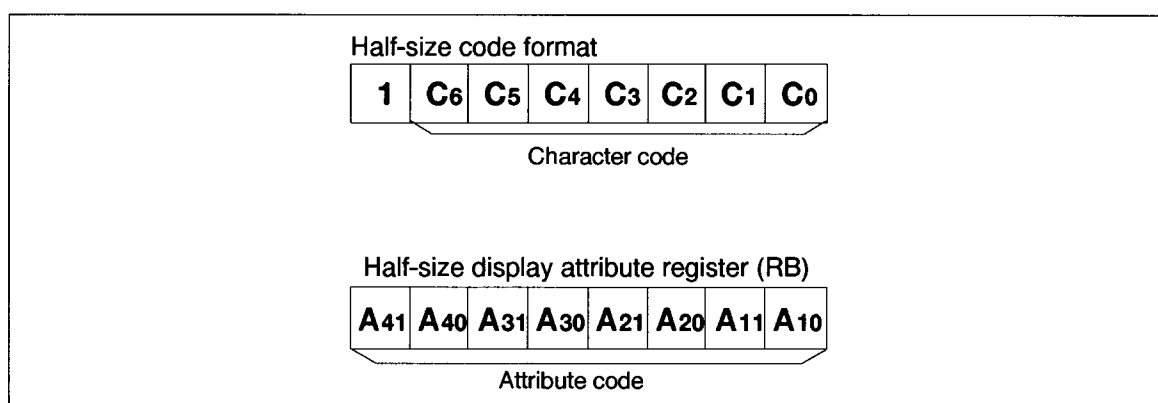 Half-size code format
1 C6 C5 C4 C3 C2 C1 C0
Character code
Half-size display attribute register (RB)
A41 A40 A31 A30 A21 A20 A11 A10
Attribute code